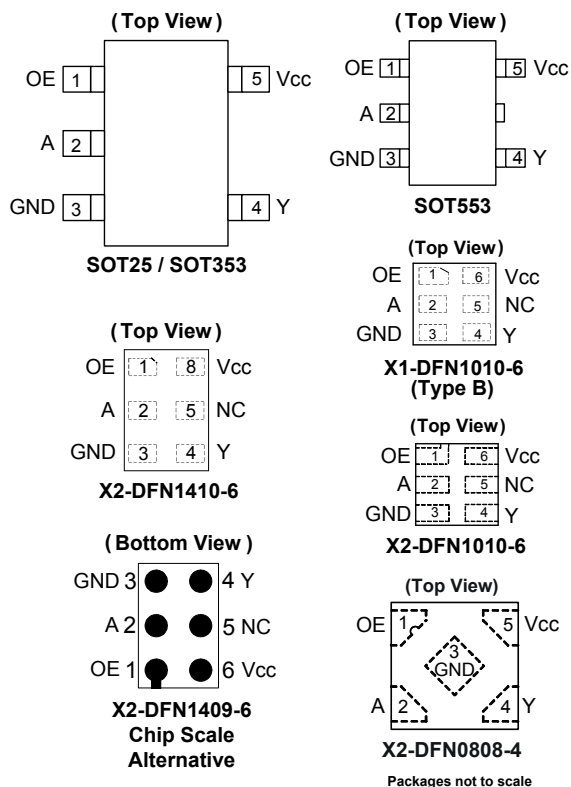 (Top View)
OE 1 5 Vcc
A 2
GND 3 4 Y
SOT25 / SOT353
(Top View)
OE 1 5 Vcc
A 2
GND 3 4 Y
SOT553
(Top View)
OE 1 6 Vcc
A 2 5 NC
GND 3 4 Y
X1-DFN1010-6
(Type B)
(Top View)
OE 1 8 Vcc
A 2 5 NC
GND 3 4 Y
X2-DFN1410-6
(Top View)
OE 1 6 Vcc
A 2 5 NC
GND 3 4 Y
X2-DFN1010-6
(Bottom View)
GND 3 4 Y
A 2 5 NC
OE 1 6 Vcc
X2-DFN1409-6
Chip Scale
Alternative
(Top View)
OE 1 5 Vcc
3
GND
A 2 4 Y
X2-DFN0808-4
Packages not to scale